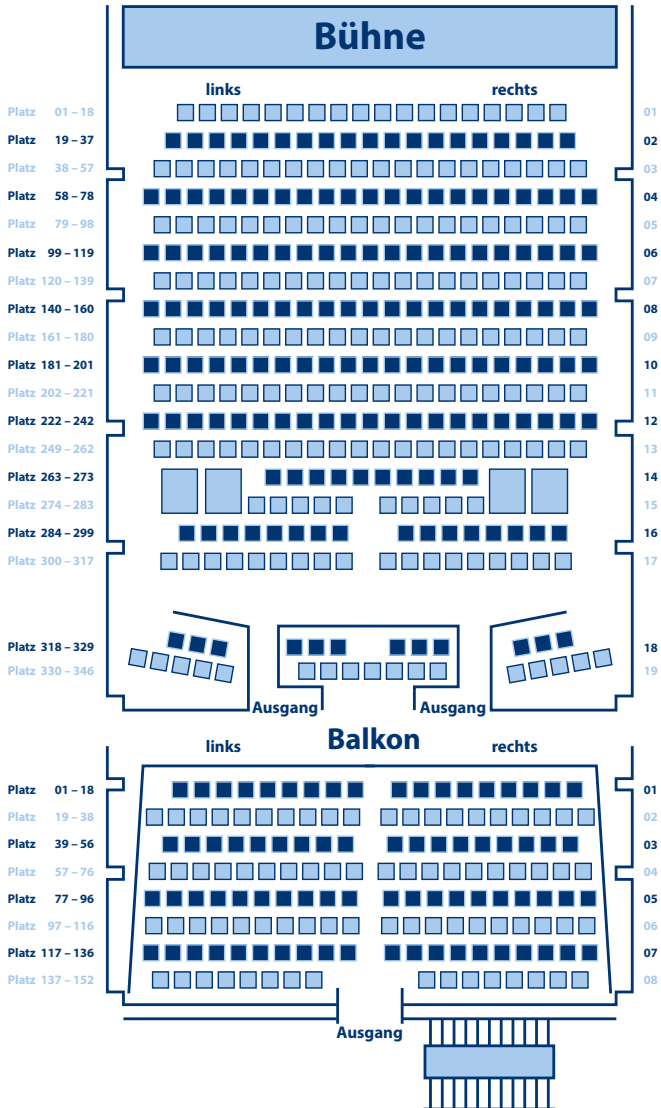 Bühne
links rechts
Platz 01 – 18 01
Platz 19 – 37 02
Platz 38 – 57 03
Platz 58 – 78 04
Platz 79 – 98 05
Platz 99 – 119 06
Platz 120 – 139 07
Platz 140 – 160 08
Platz 161 – 180 09
Platz 181 – 201 10
Platz 202 – 221 11
Platz 222 – 242 12
Platz 249 – 262 13
Platz 263 – 273 14
Platz 274 – 283 15
Platz 284 – 299 16
Platz 300 – 317 17
Platz 318 – 329 18
Platz 330 – 346 19
Ausgang Ausgang
Balkon
links rechts
Platz 01 – 18 01
Platz 19 – 38 02
Platz 39 – 56 03
Platz 57 – 76 04
Platz 77 – 96 05
Platz 97 – 116 06
Platz 117 – 136 07
Platz 137 – 152 08
Ausgang